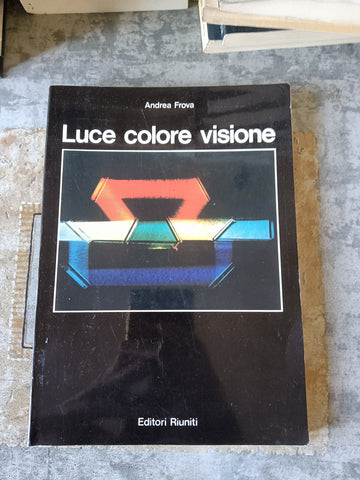 Andrea Frova
Luce colore visione
Editori Riuniti